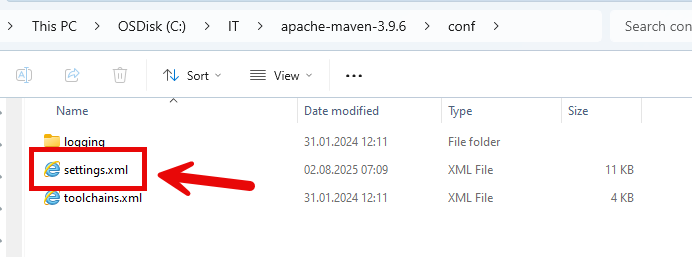 This PC > OSDisk (C:) > IT > apache-maven-3.9.6 > conf > Search con
Sort View ...
Name Date modified Type Size
logging 31.01.2024 12:11 File folder
settings.xml 02.08.2025 07:09 XML File 11 KB
toolchains.xml 31.01.2024 12:11 XML File 4 KB